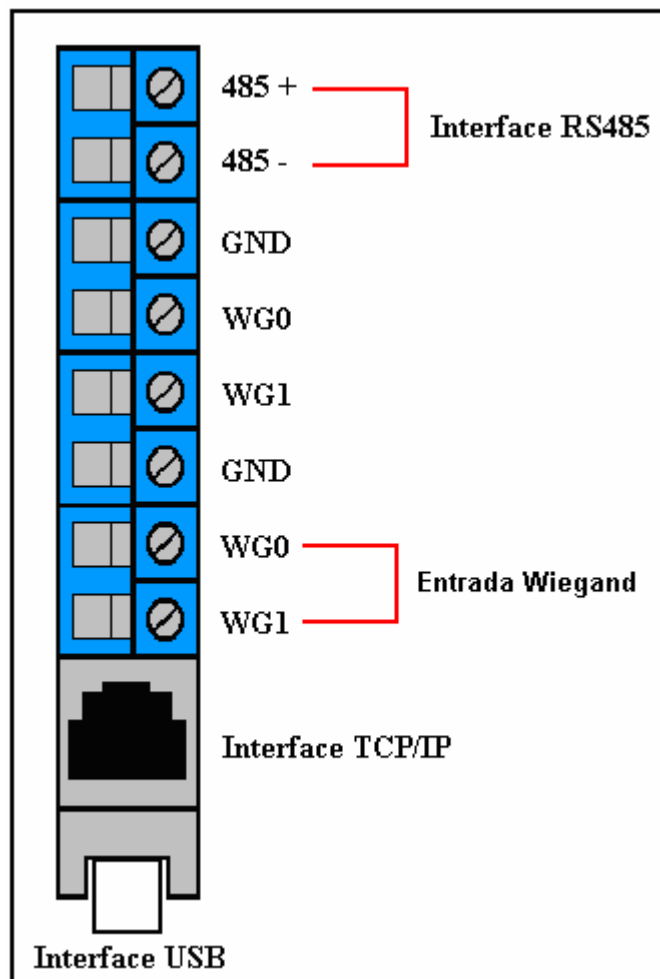 485 +
Interface RS485
485 -
GND
WG0
WG1
GND
WG0
Entrada Wiegand
WG1
Interface TCP/IP
Interface USB